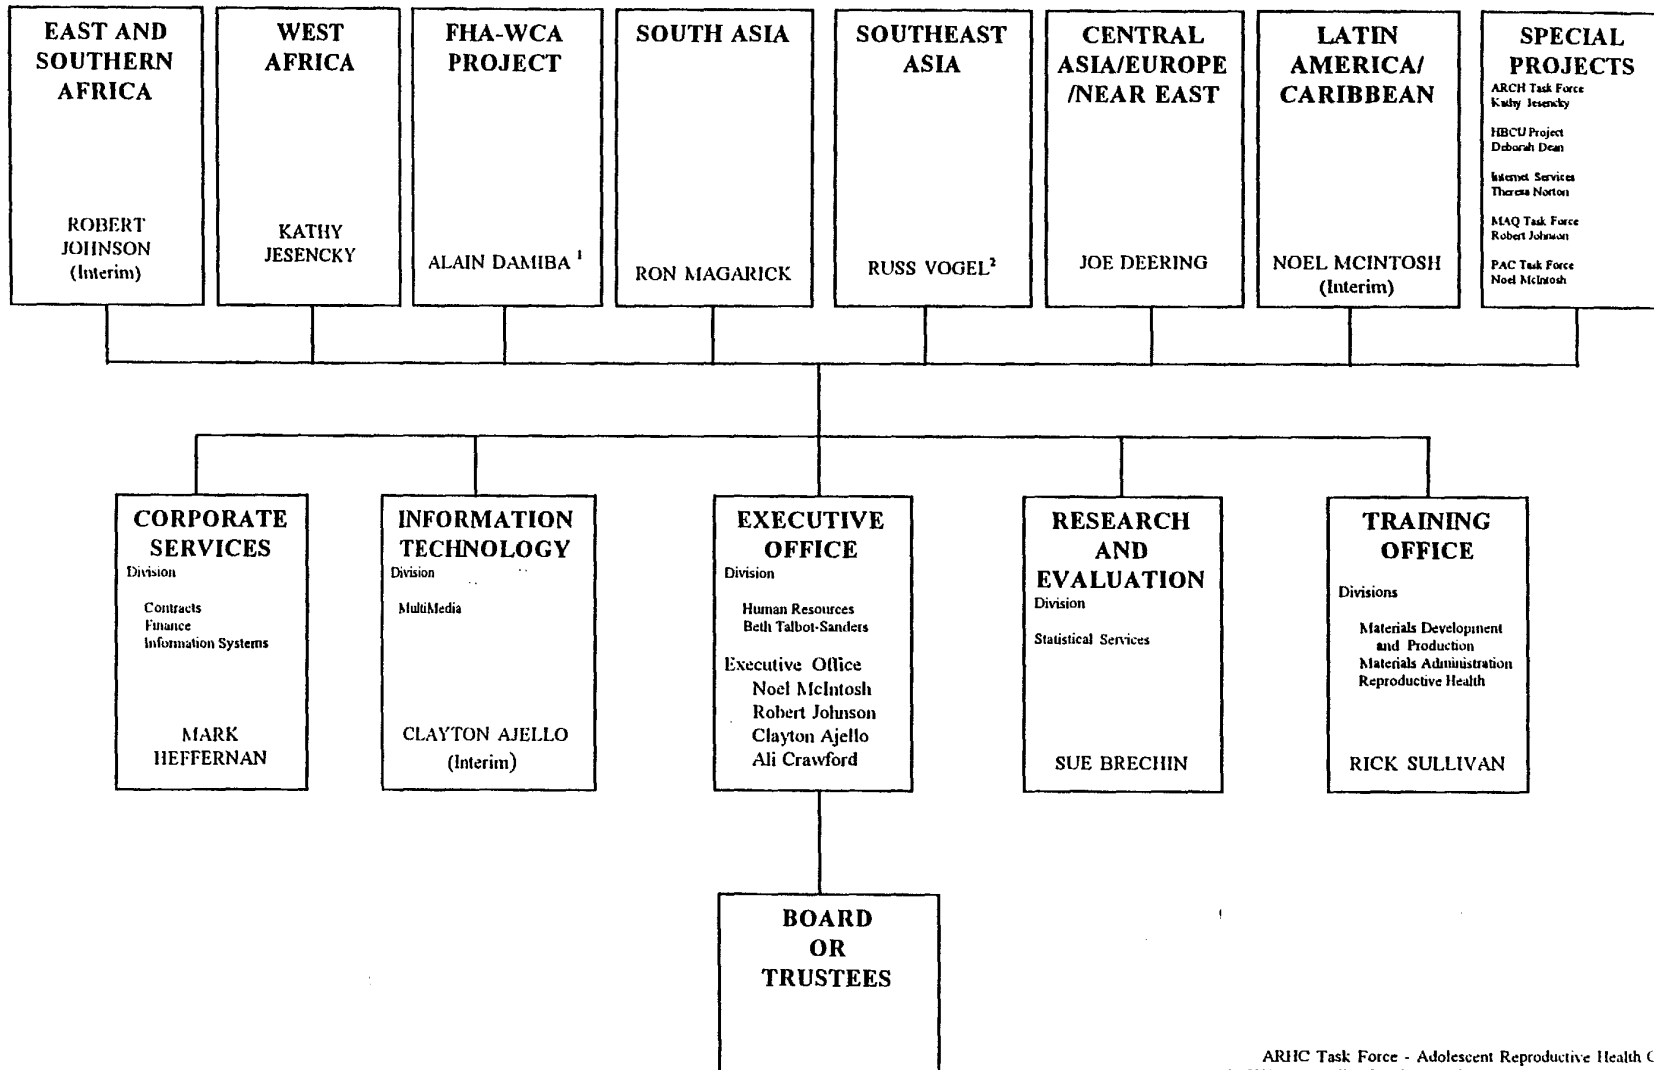 EAST AND
SOUTHERN
AFRICA
ROBERT
JOHNSON
(Interim)
WEST
AFRICA
KATHY
JESENCKY
FHA-WCA
PROJECT
ALAIN DAMIBA 1
SOUTH ASIA
RON MAGARICK
SOUTHEAST
ASIA
RUSS VOGEL2
CENTRAL
ASIA/EUROPE
/NEAR EAST
JOE DEERING
LATIN
AMERICA/
CARIBBEAN
NOEL MCINTOSH
(Interim)
SPECIAL
PROJECTS
ARCH Task Force
Kathy Jesencky
HBCU Project
Deborah Dean
Internet Services
Theresa Norton
MAQ Task Force
Robert Johnson
PAC Task Force
Noel McIntosh
CORPORATE
SERVICES
Division
Contracts
Finance
Information Systems
MARK
HEFFERNAN
INFORMATION
TECHNOLOGY
Division
MultiMedia
CLAYTON AJELLO
(Interim)
EXECUTIVE
OFFICE
Division
Human Resources
Beth Talbot-Sanders
Executive Office
Noel McIntosh
Robert Johnson
Clayton Ajello
Ali Crawford
RESEARCH
AND
EVALUATION
Division
Statistical Services
SUE BRECHIN
TRAINING
OFFICE
Divisions
Materials Development
and Production
Materials Administration
Reproductive Health
RICK SULLIVAN
BOARD
OR
TRUSTEES
ARHC Task Force - Adolescent Reproductive Health